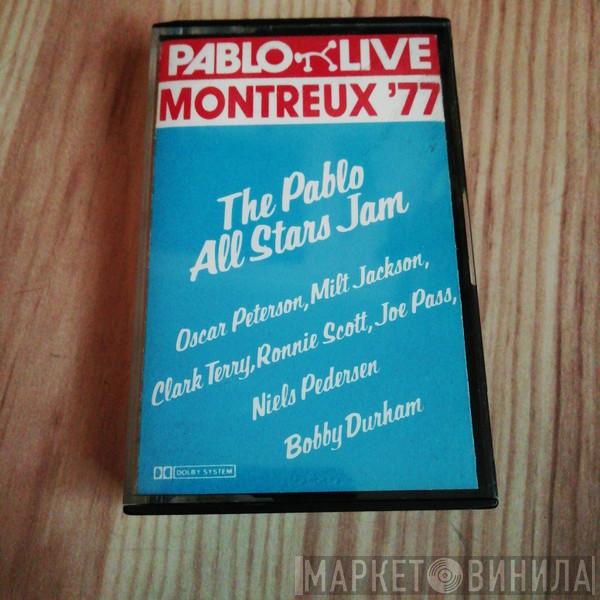 PABLO LIVE
MONTREUX '77
The Pablo
All Stars Jam
Oscar Peterson, Milt Jackson,
Clark Terry, Ronnie Scott, Joe Pass,
Niels Pedersen
Bobby Durham
DOLBY SYSTEM
МАРКЕТ ВИНИЛА